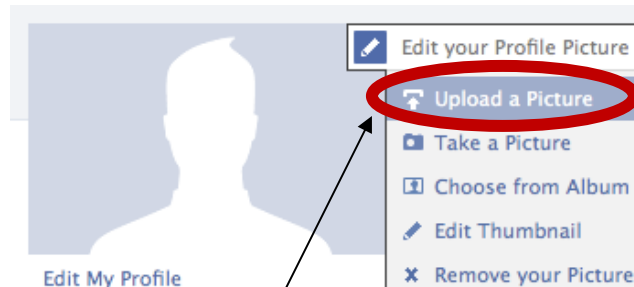 Edit your Profile Picture
Upload a Picture
Take a Picture
Choose from Album
Edit Thumbnail
Remove your Picture
Edit My Profile